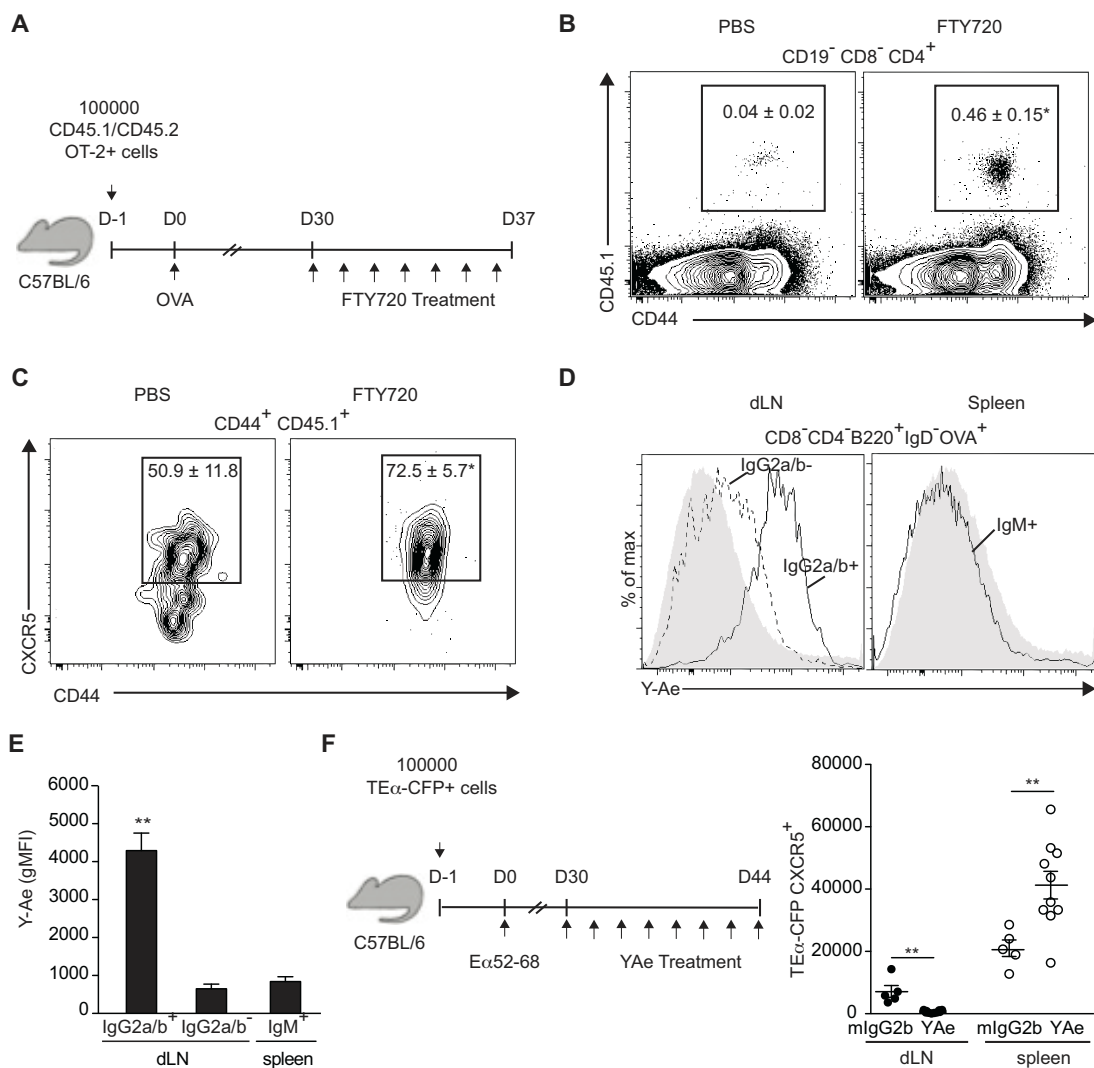 A
100000
CD45.1/CD45.2
OT-2+ cells
D-1 D0 D30 D37
C57BL/6
OVA FTY720 Treatment
B
PBS FTY720
CD19- CD8- CD4+
0.04 ± 0.02 0.46 ± 0.15*
CD45.1
CD44
C
PBS FTY720
CD44+ CD45.1+
50.9 ± 11.8 72.5 ± 5.7*
CXCR5
CD44
D
dLN Spleen
CD8-CD4-B220+IgD-OVA+
IgG2a/b-
IgG2a/b+
IgM+
% of max
Y-Ae
E
Y-Ae (gMFI)
6000
5000
4000
3000
2000
1000
0
**
IgG2a/b+ IgG2a/b- IgM+
dLN spleen
F
100000
TEα-CFP+ cells
D-1 D0 D30 D44
C57BL/6
Eα52-68 YAe Treatment
TEα-CFP CXCR5+
80000
60000
40000
20000
0
**
**
mIgG2b YAe mIgG2b YAe
dLN spleen